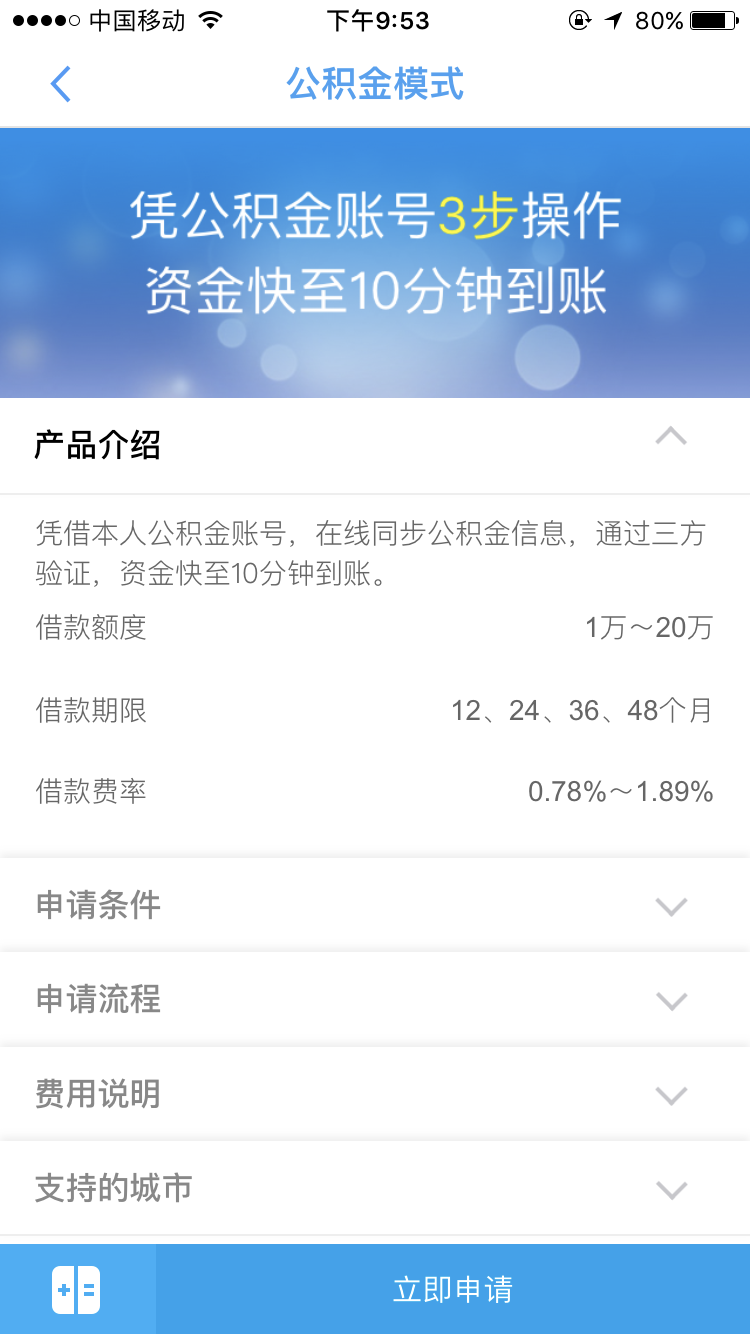 中国移动 下午9:53 80%
公积金模式
凭公积金账号3步操作
资金快至10分钟到账
产品介绍
凭借本人公积金账号，在线同步公积金信息，通过三方
验证，资金快至10分钟到账。
借款额度 1万～20万
借款期限 12、24、36、48个月
借款费率 0.78%～1.89%
申请条件
申请流程
费用说明
支持的城市
立即申请